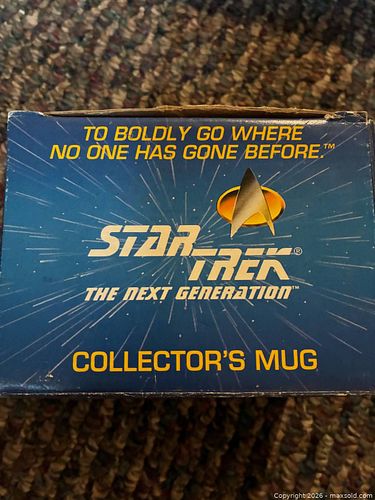 TO BOLDLY GO WHERE
NO ONE HAS GONE BEFORE.™
STAR TREK®
THE NEXT GENERATION™
COLLECTOR'S MUG
Copyright 2026 - maxsold.com